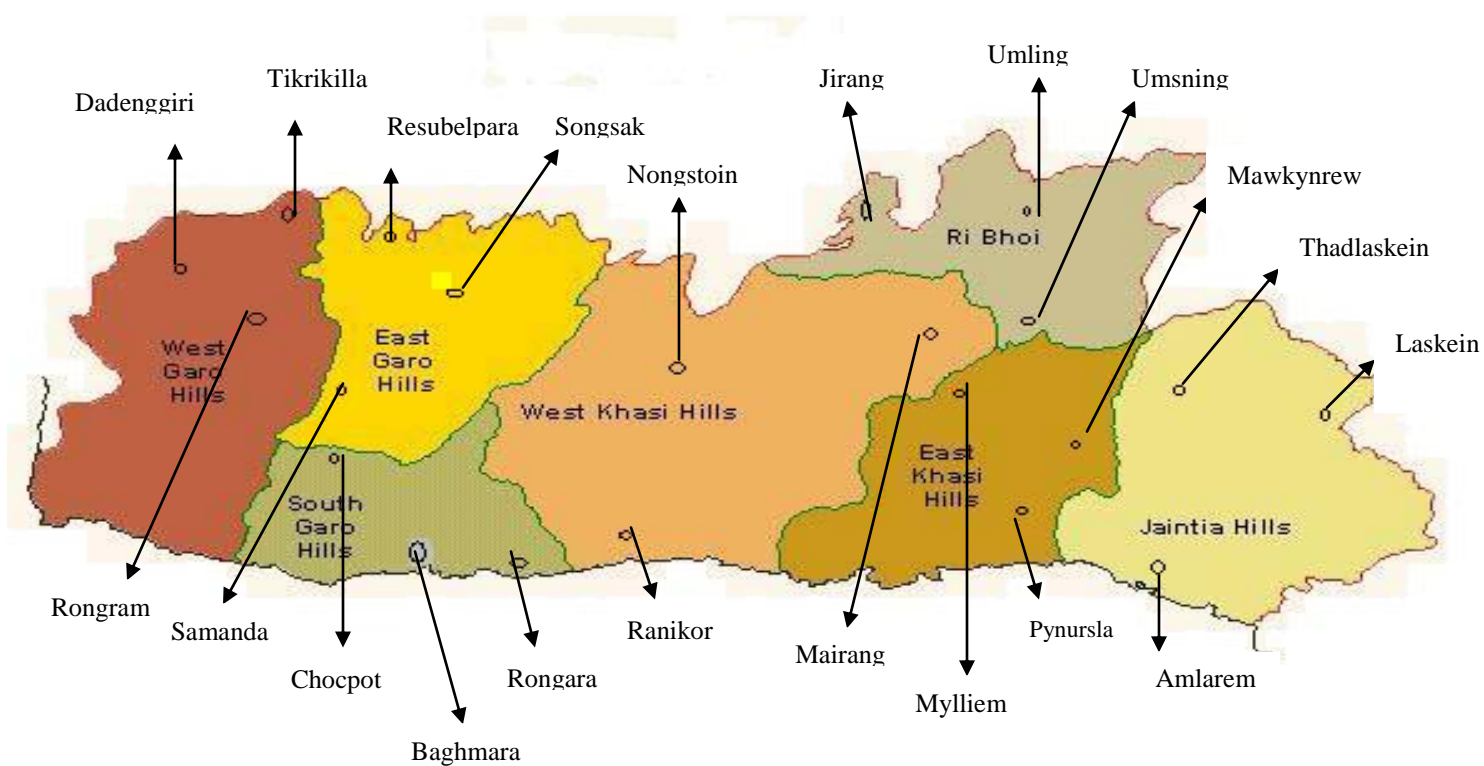 Tikrikilla
Jirang
Umling
Umsning
Dadenggiri
Resubelpara
Songsak
Nongstoin
Mawkynrew
Ri Bhoi
Thadlaskein
West
Garo
Hills
East
Garo
Hills
Laskein
West Khasi Hills
East
Khasi
Hills
South
Garo
Hills
Jaintia Hills
Rongram
Samanda
Ranikor
Mairang
Pynursla
Chocpot
Rongara
Mylliem
Amlarem
Baghmara